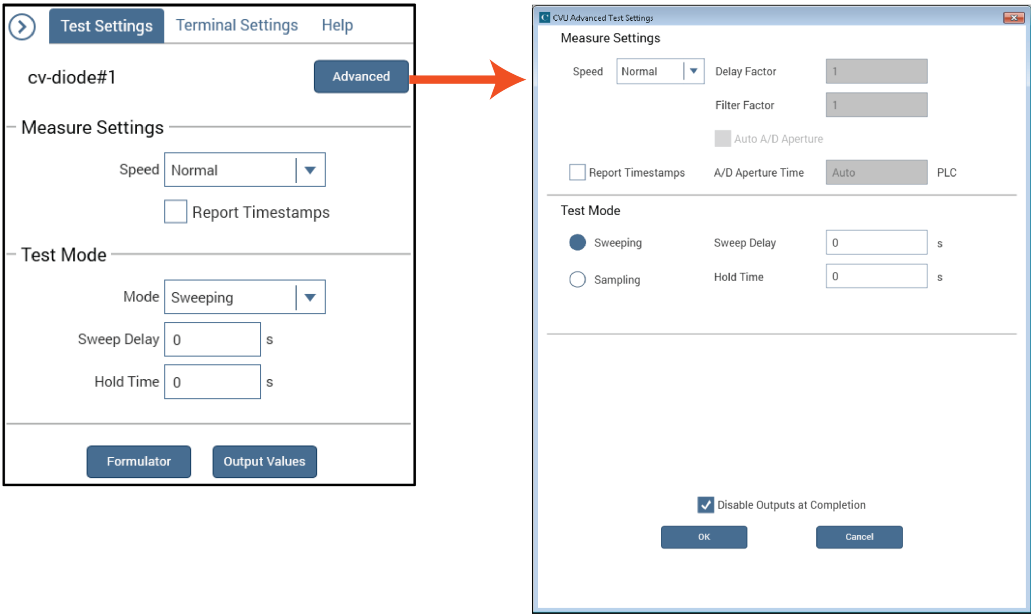 Test Settings Terminal Settings Help
cv-diode#1 Advanced
Measure Settings
Speed Normal
Report Timestamps
Test Mode
Mode Sweeping
Sweep Delay 0 s
Hold Time 0 s
Formulator Output Values
CVU Advanced Test Settings
Measure Settings
Speed Normal Delay Factor 1
Filter Factor 1
Auto A/D Aperture
Report Timestamps A/D Aperture Time Auto PLC
Test Mode
Sweeping Sweep Delay 0 s
Sampling Hold Time 0 s
Disable Outputs at Completion
OK Cancel